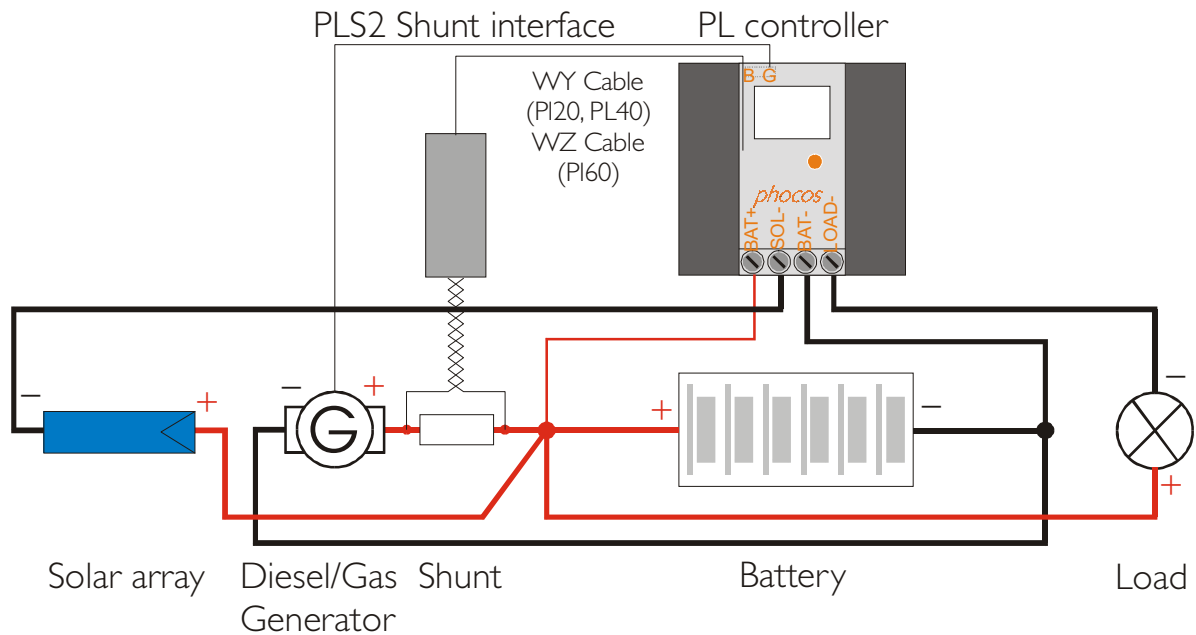 PLS2 Shunt interface
PL controller
WY Cable
(Pl20, PL40)
WZ Cable
(Pl60)
B G
phocos
BAT+
SOL-
BAT-
LOAD-
−
+
−
+
G
+
−
−
+
Solar array
Diesel/Gas
Generator
Shunt
Battery
Load